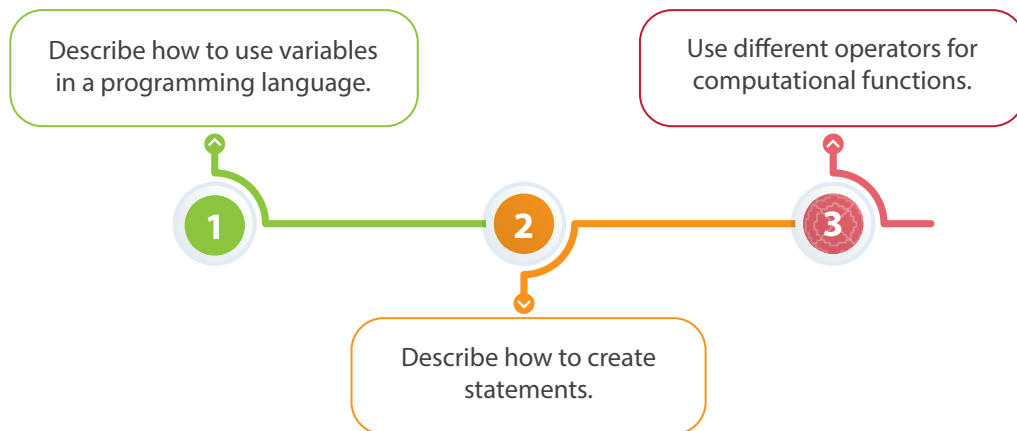 Describe how to use variables
in a programming language.
1
2
Describe how to create
statements.
Use different operators for
computational functions.
3